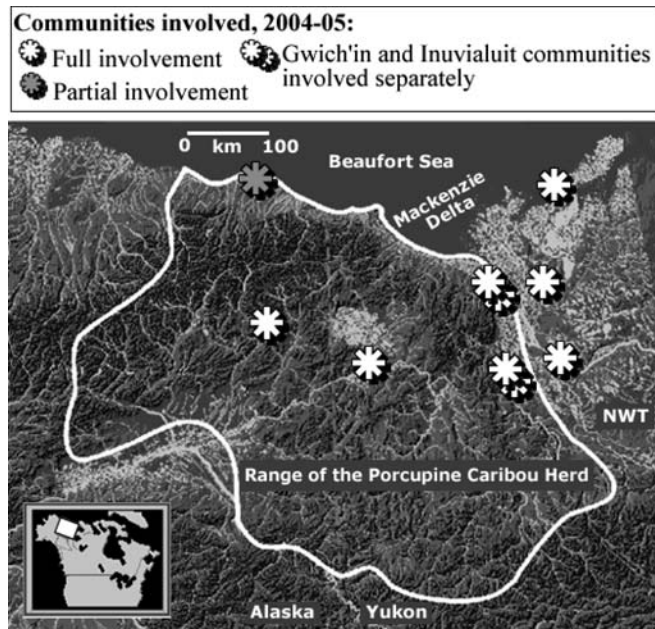 Communities involved, 2004-05:
Full involvement
Gwich'in and Inuvialuit communities
involved separately
Partial involvement
0 km 100
Beaufort Sea
Mackenzie
Delta
NWT
Range of the Porcupine Caribou Herd
Alaska Yukon